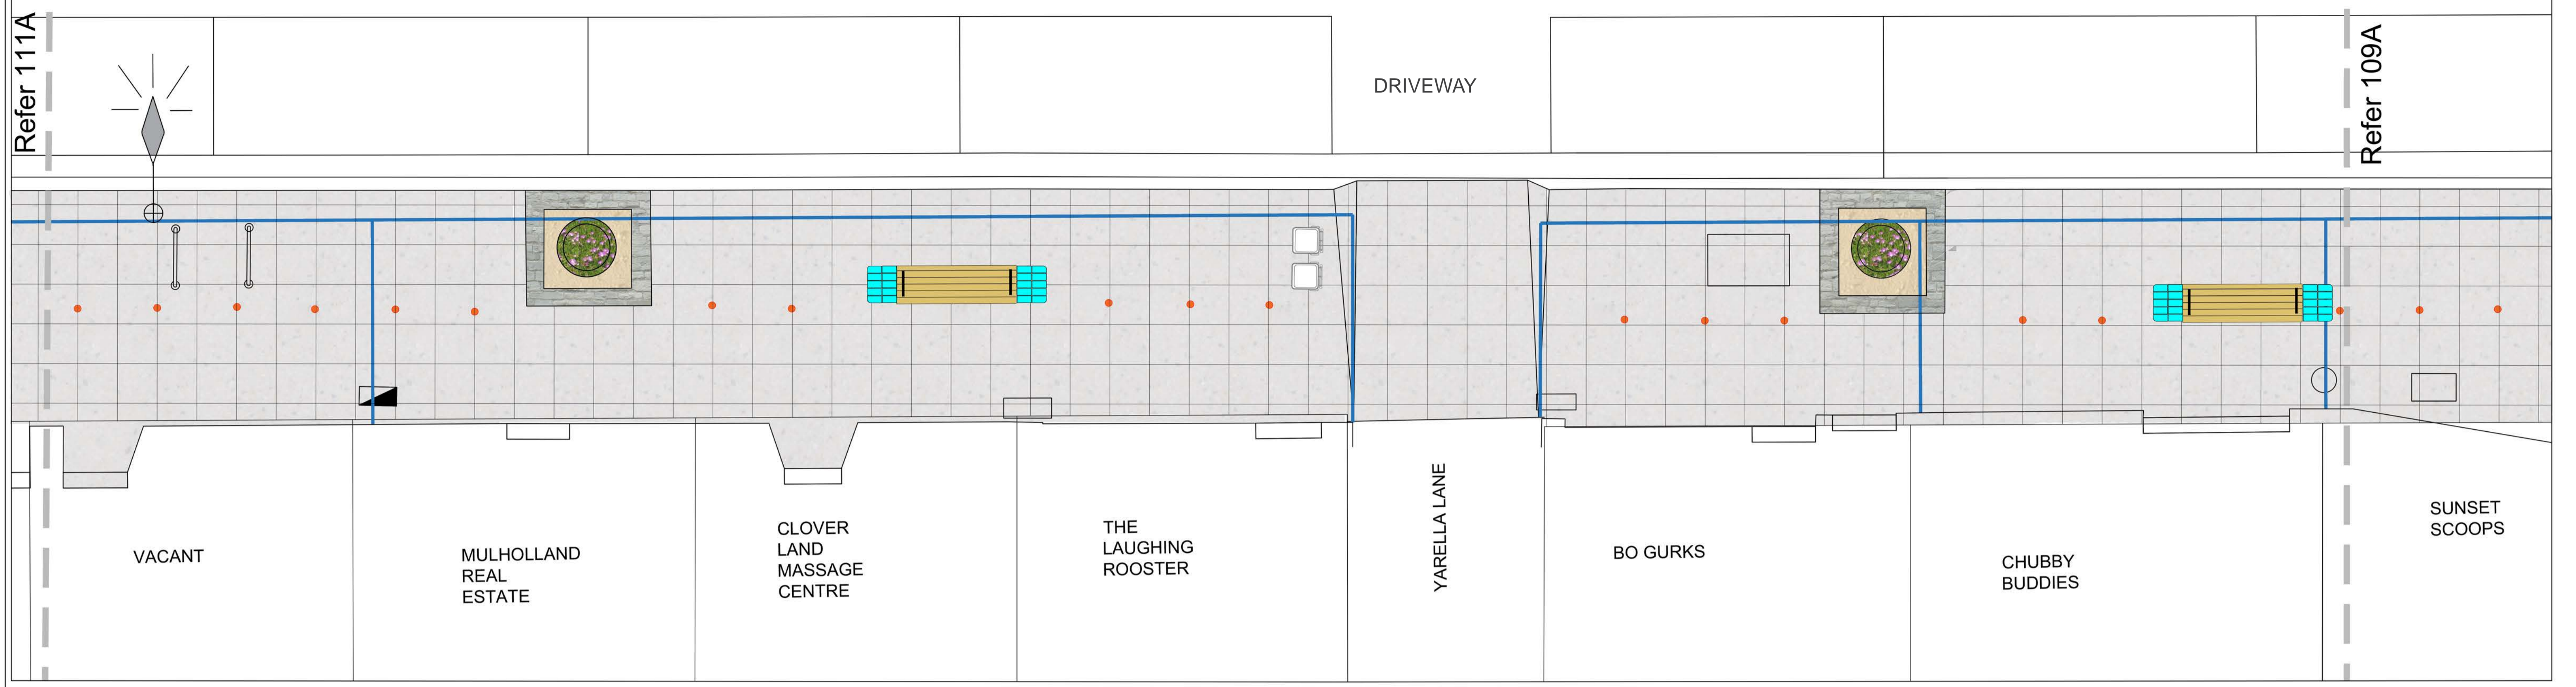 Refer 111A
DRIVEWAY
Refer 109A
VACANT
MULHOLLAND
REAL
ESTATE
CLOVER
LAND
MASSAGE
CENTRE
THE
LAUGHING
ROOSTER
YARELLA LANE
BO GURKS
CHUBBY
BUDDIES
SUNSET
SCOOPS